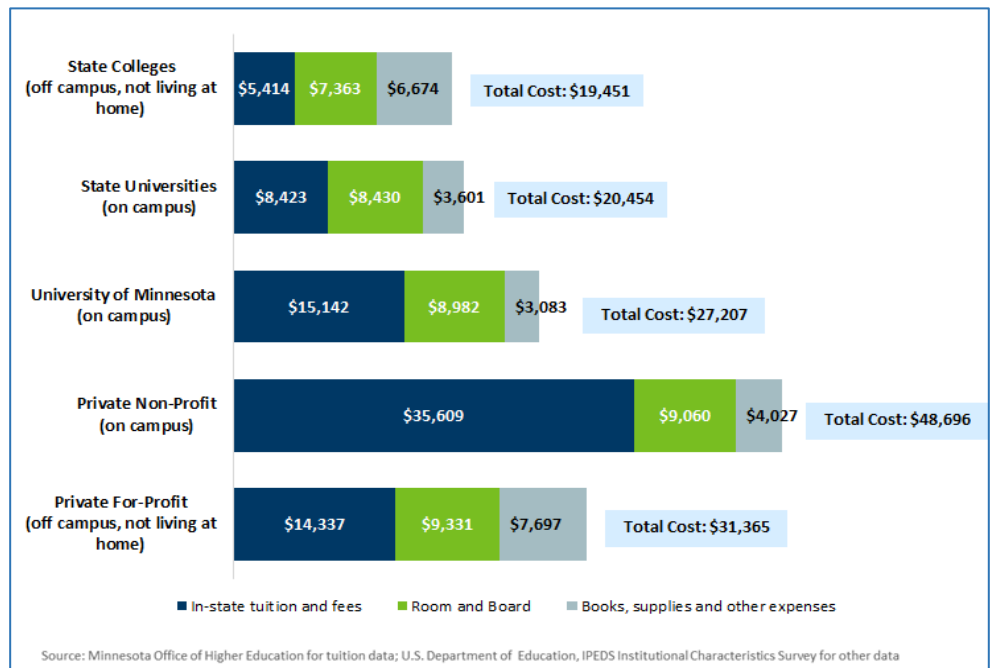 State Colleges
(off campus, not living at
home)
$5,414 $7,363 $6,674 Total Cost: $19,451
State Universities
(on campus)
$8,423 $8,430 $3,601 Total Cost: $20,454
University of Minnesota
(on campus)
$15,142 $8,982 $3,083 Total Cost: $27,207
Private Non-Profit
(on campus)
$35,609 $9,060 $4,027 Total Cost: $48,696
Private For-Profit
(off campus, not living at
home)
$14,337 $9,331 $7,697 Total Cost: $31,365
In-state tuition and fees Room and Board Books, supplies and other expenses
Source: Minnesota Office of Higher Education for tuition data; U.S. Department of Education, IPEDS Institutional Characteristics Survey for other data